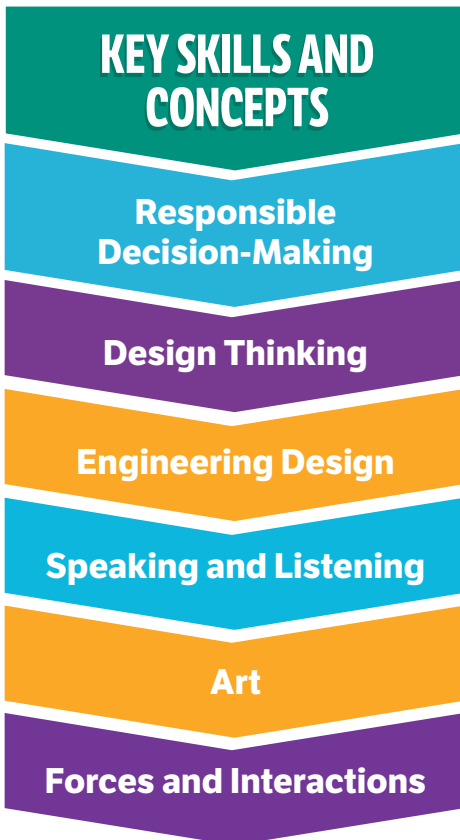 KEY SKILLS AND
CONCEPTS
Responsible
Decision-Making
Design Thinking
Engineering Design
Speaking and Listening
Art
Forces and Interactions